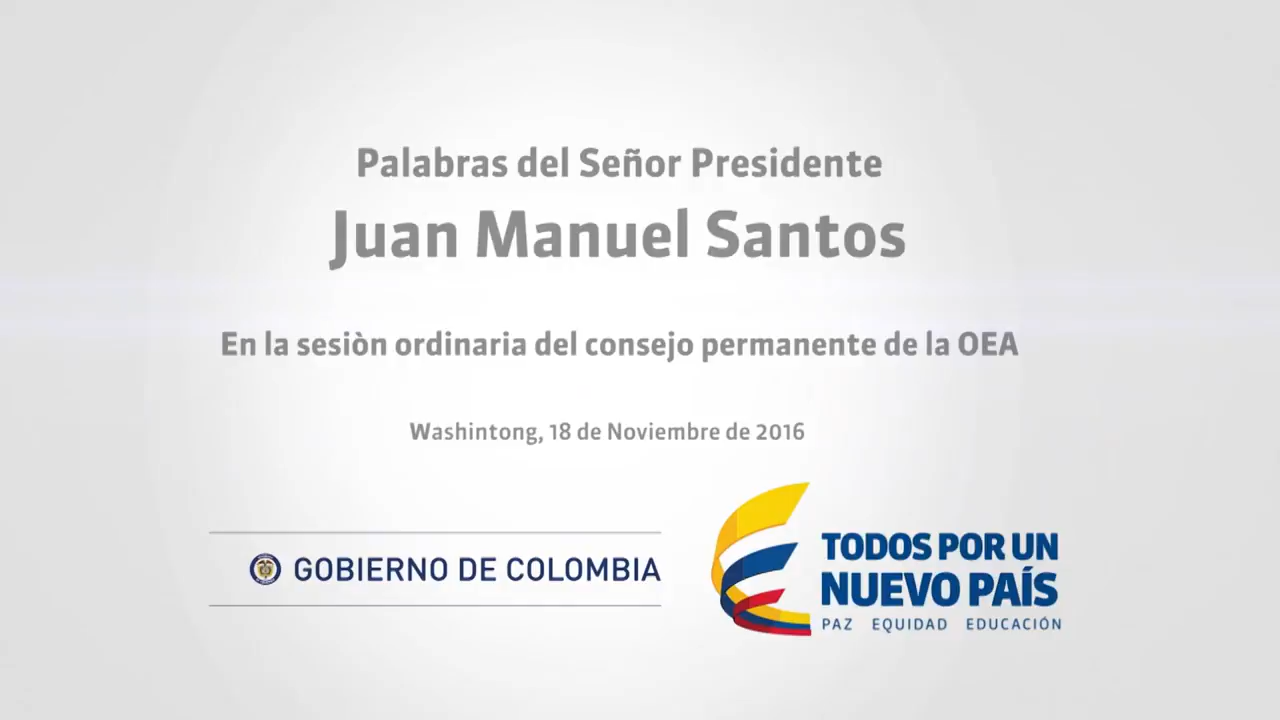 Palabras del Señor Presidente
Juan Manuel Santos
En la sesiòn ordinaria del consejo permanente de la OEA
Washintong, 18 de Noviembre de 2016
GOBIERNO DE COLOMBIA
TODOS POR UN
NUEVO PAÍS
PAZ EQUIDAD EDUCACIÓN